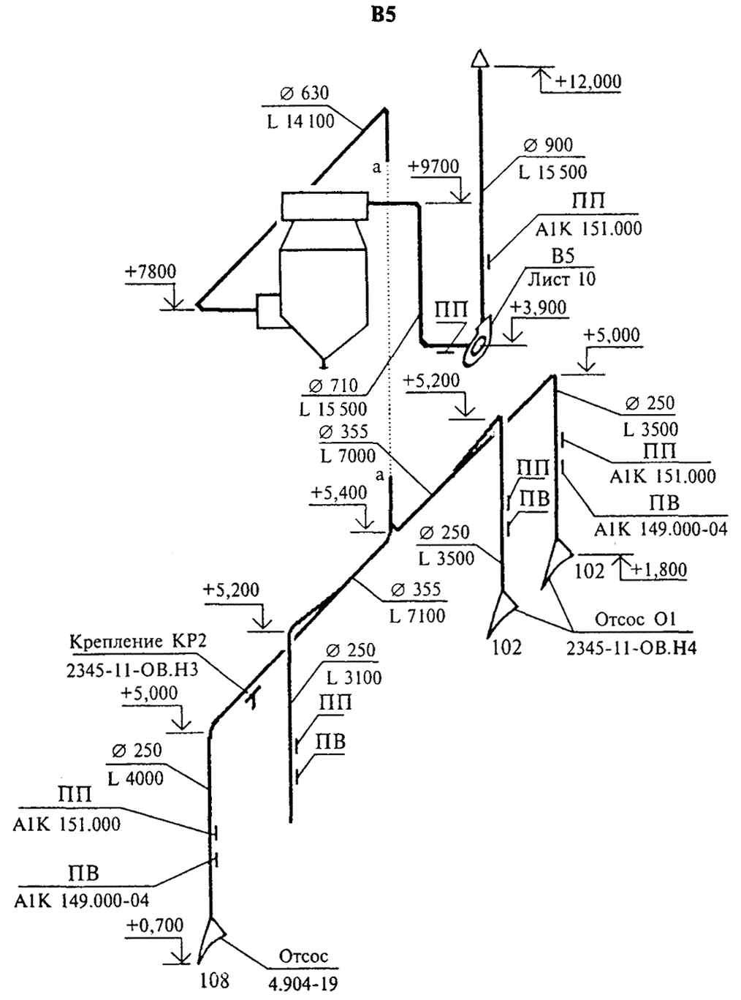 В5
+12,000
∅ 630
L 14 100
∅ 900
L 15 500
а
+9700
ПП
А1К 151.000
В5
Лист 10
+7800
ПП
+3,900
+5,000
∅ 710
L 15 500
+5,200
∅ 250
L 3500
∅ 355
L 7000
ПП
А1К 151.000
а
ПП
ПВ
+5,400
ПВ
А1К 149.000-04
∅ 250
L 3500
102
+1,800
+5,200
∅ 355
L 7100
Отсос О1
2345-11-ОВ.Н4
102
Крепление КР2
2345-11-ОВ.Н3
∅ 250
L 3100
+5,000
ПП
ПВ
∅ 250
L 4000
ПП
А1К 151.000
ПВ
А1К 149.000-04
+0,700
Отсос
4.904-19
108